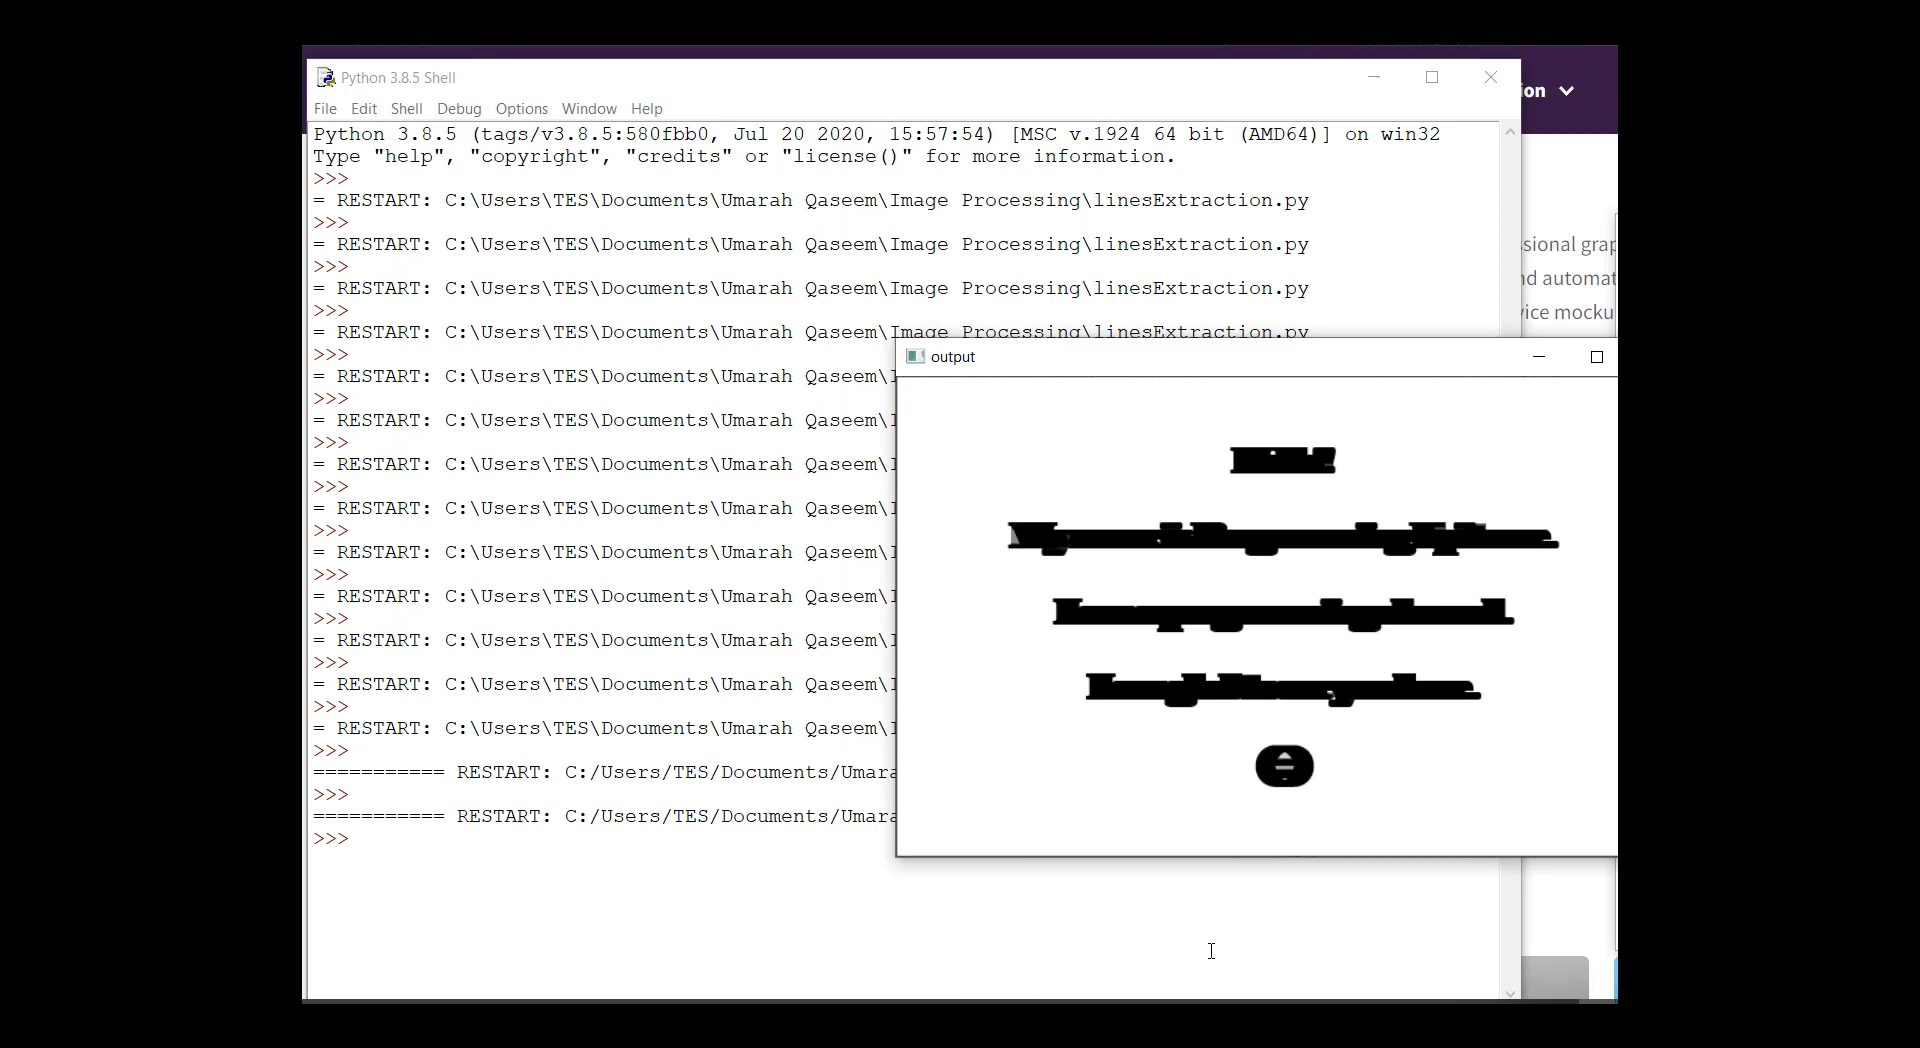 ion
Python 3.8.5 Shell
File Edit Shell Debug Options Window Help
Python 3.8.5 (tags/v3.8.5:580fbb0, Jul 20 2020, 15:57:54) [MSC v.1924 64 bit (AMD64)] on win32
Type "help", "copyright", "credits" or "license()" for more information.
>>>
= RESTART: C:\Users\TES\Documents\Umarah Qaseem\Image Processing\linesExtraction.py
>>>
= RESTART: C:\Users\TES\Documents\Umarah Qaseem\Image Processing\linesExtraction.py
>>>
= RESTART: C:\Users\TES\Documents\Umarah Qaseem\Image Processing\linesExtraction.py
>>>
= RESTART: C:\Users\TES\Documents\Umarah Qaseem\Image Processing\linesExtraction.py
>>>
= RESTART: C:\Users\TES\Documents\Umarah Qaseem\I
>>>
= RESTART: C:\Users\TES\Documents\Umarah Qaseem\I
>>>
= RESTART: C:\Users\TES\Documents\Umarah Qaseem\I
>>>
= RESTART: C:\Users\TES\Documents\Umarah Qaseem\I
>>>
= RESTART: C:\Users\TES\Documents\Umarah Qaseem\I
>>>
= RESTART: C:\Users\TES\Documents\Umarah Qaseem\I
>>>
= RESTART: C:\Users\TES\Documents\Umarah Qaseem\I
>>>
= RESTART: C:\Users\TES\Documents\Umarah Qaseem\I
>>>
= RESTART: C:\Users\TES\Documents\Umarah Qaseem\I
>>>
=========== RESTART: C:/Users/TES/Documents/Umara
>>>
=========== RESTART: C:/Users/TES/Documents/Umara
>>>
ssional grap
nd automat
vice mocku
output